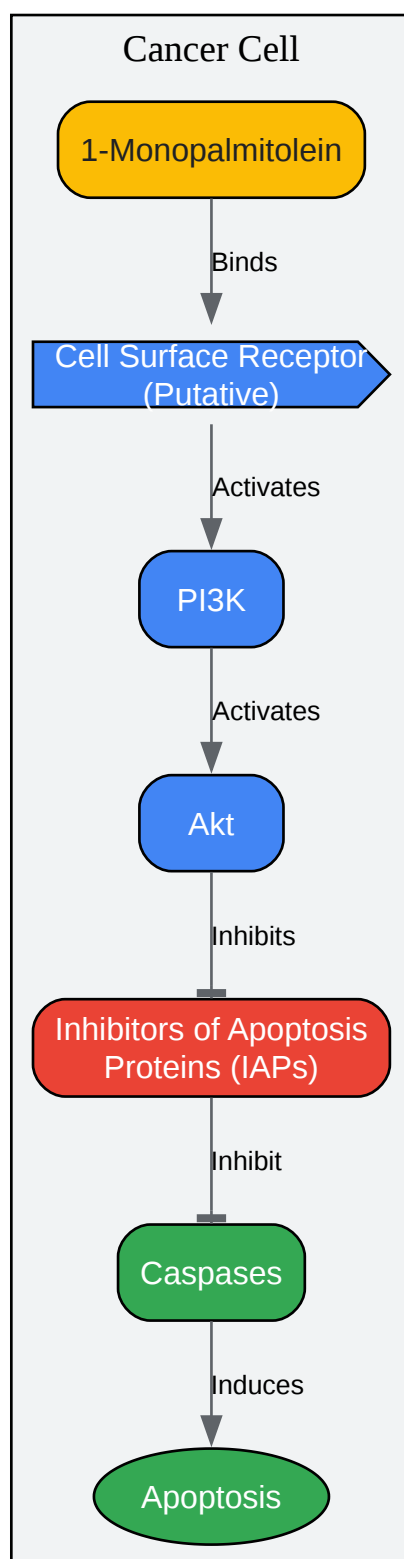 Cancer Cell
1-Monopalmitolein
Binds
Cell Surface Receptor
(Putative)
Activates
PI3K
Activates
Akt
Inhibits
Inhibitors of Apoptosis
Proteins (IAPs)
Inhibit
Caspases
Induces
Apoptosis